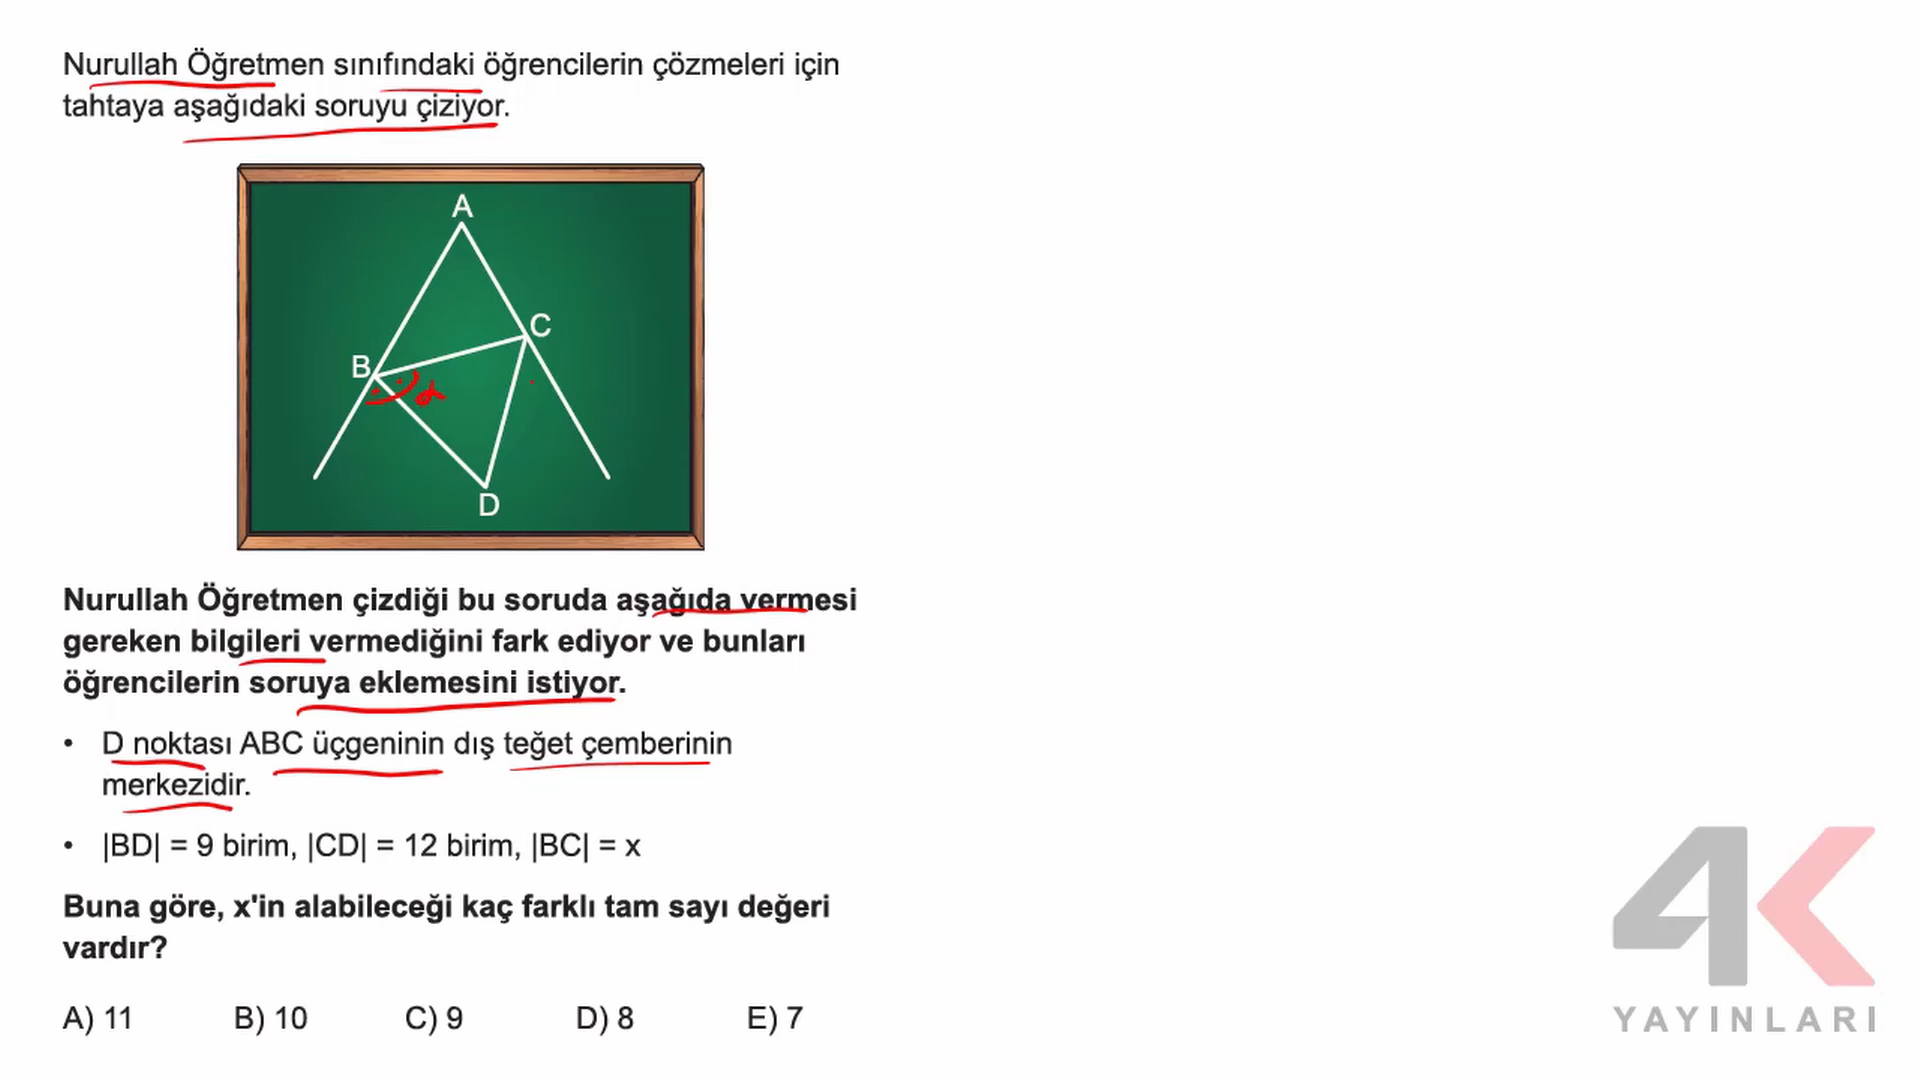 Nurullah Öğretmen sınıfındaki öğrencilerin çözmeleri için
tahtaya aşağıdaki soruyu çiziyor.
A
C
B
α
D
Nurullah Öğretmen çizdiği bu soruda aşağıda vermesi
gereken bilgileri vermediğini fark ediyor ve bunları
öğrencilerin soruya eklemesini istiyor.
• D noktası ABC üçgeninin dış teğet çemberinin
merkezidir.
• |BD| = 9 birim, |CD| = 12 birim, |BC| = x
Buna göre, x'in alabileceği kaç farklı tam sayı değeri
vardır?
A) 11 B) 10 C) 9 D) 8 E) 7
4K
YAYINLARI